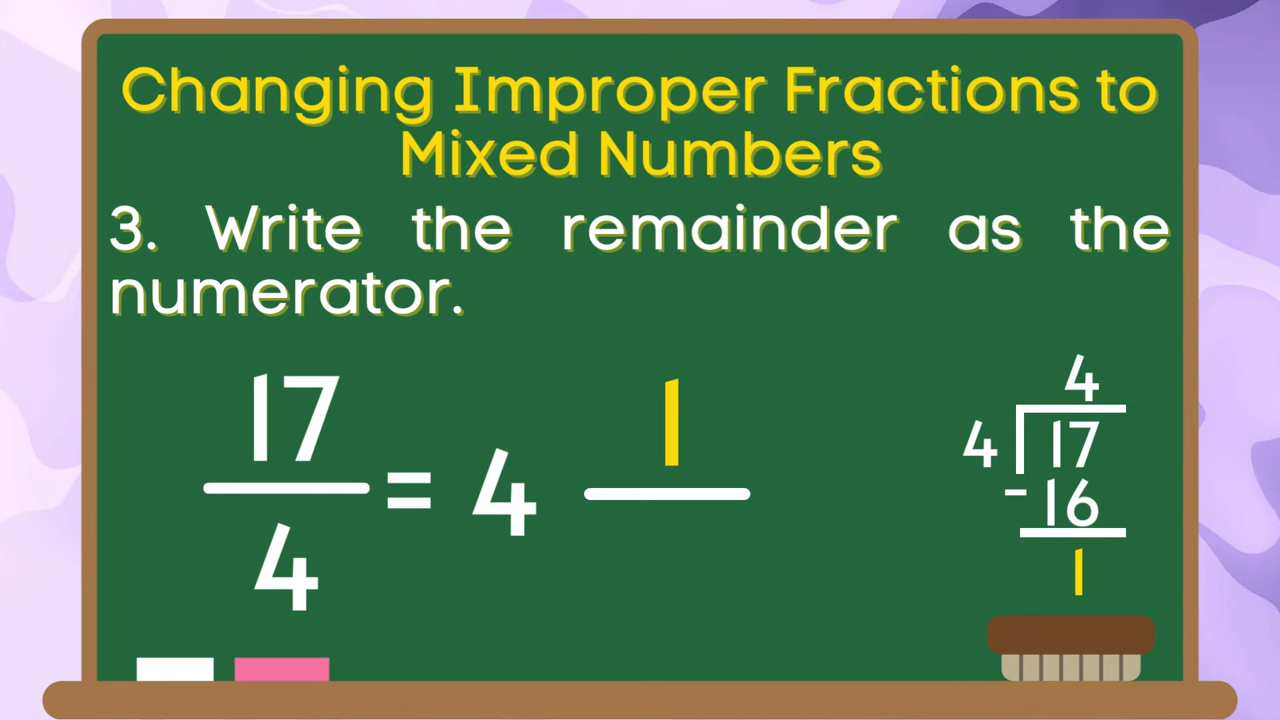 Changing Improper Fractions to
Mixed Numbers
3. Write the remainder as the
numerator.
17
4
=
4
1
4
4
17
- 16
1